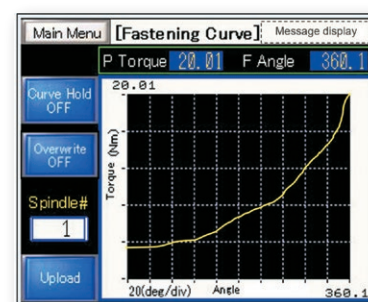 Main Menu [Fastening Curve] Message display
P Torque 20.01 F Angle 360.1
Curve Hold
OFF
20.01
Overwrite
OFF
Torque (Nm)
Spindle#
1
Upload
20(deg/div) Angle 360.1